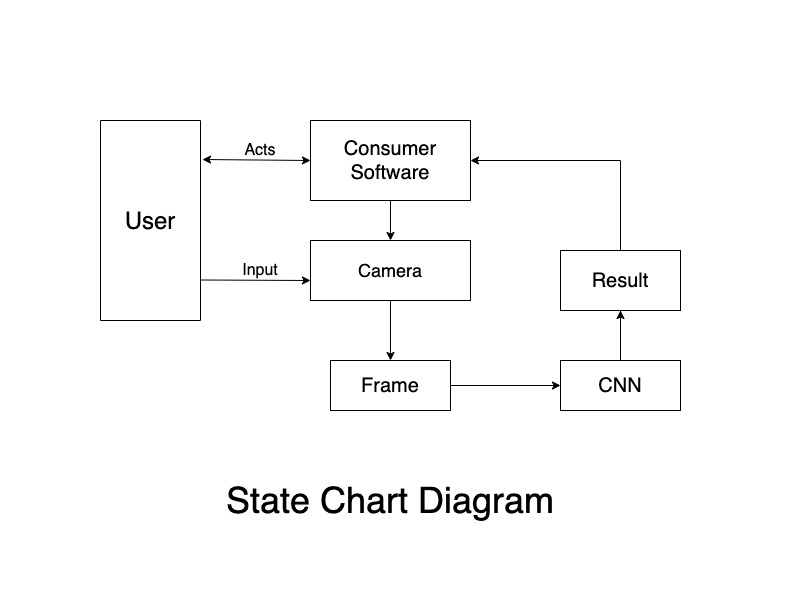 Acts
Consumer
Software
User
Input
Camera
Result
Frame
CNN
State Chart Diagram